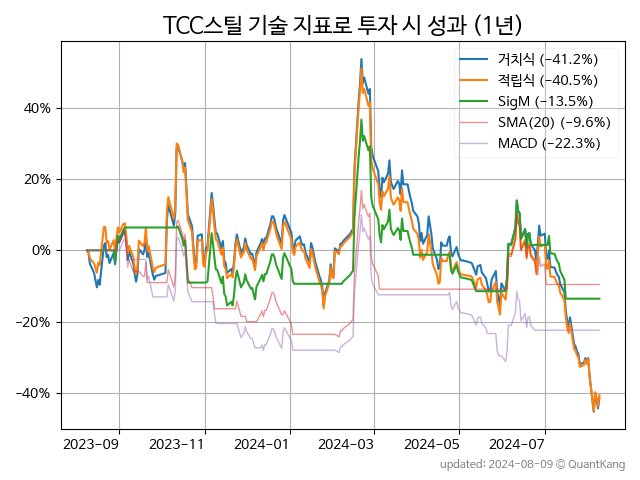 TCC스틸 기술 지표로 투자 시 성과 (1년)
거치식 (−41.2%)
적립식 (−40.5%)
SigM (−13.5%)
SMA(20) (−9.6%)
MACD (−22.3%)
40%
20%
0%
−20%
−40%
2023-09 2023-11 2024-01 2024-03 2024-05 2024-07
updated: 2024-08-09 © QuantKang